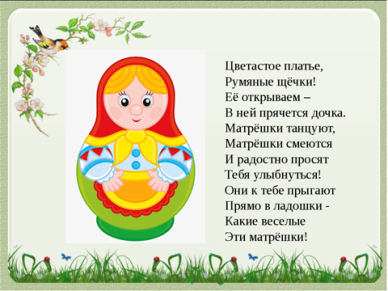 Цветастое платье,
Румяные щёчки!
Её открываем –
В ней прячется дочка.
Матрёшки танцуют,
Матрёшки смеются
И радостно просят
Тебя улыбнуться!
Они к тебе прыгают
Прямо в ладошки -
Какие веселые
Эти матрёшки!